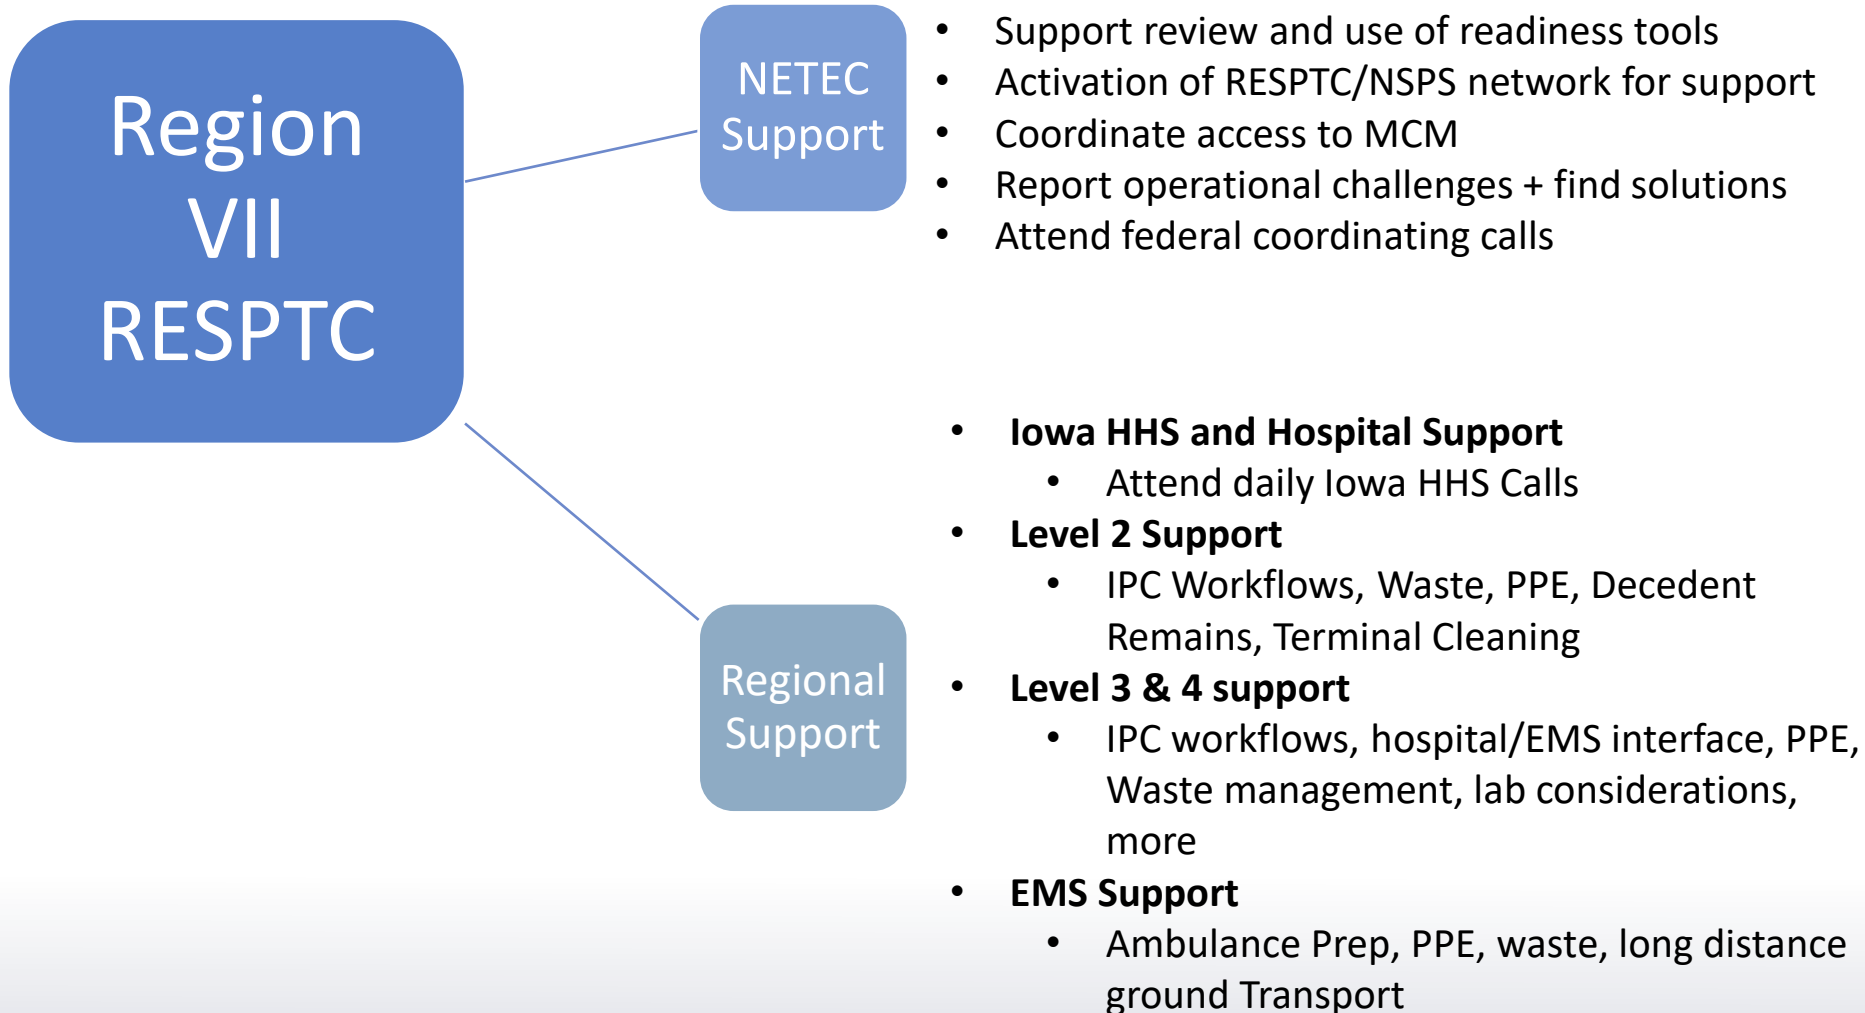 Region
VII
RESPTC
NETEC
Support
• Support review and use of readiness tools
• Activation of RESPTC/NSPS network for support
• Coordinate access to MCM
• Report operational challenges + find solutions
• Attend federal coordinating calls
Regional
Support
• Iowa HHS and Hospital Support
• Attend daily Iowa HHS Calls
• Level 2 Support
• IPC Workflows, Waste, PPE, Decedent
Remains, Terminal Cleaning
• Level 3 & 4 support
• IPC workflows, hospital/EMS interface, PPE,
Waste management, lab considerations,
more
• EMS Support
• Ambulance Prep, PPE, waste, long distance
ground Transport